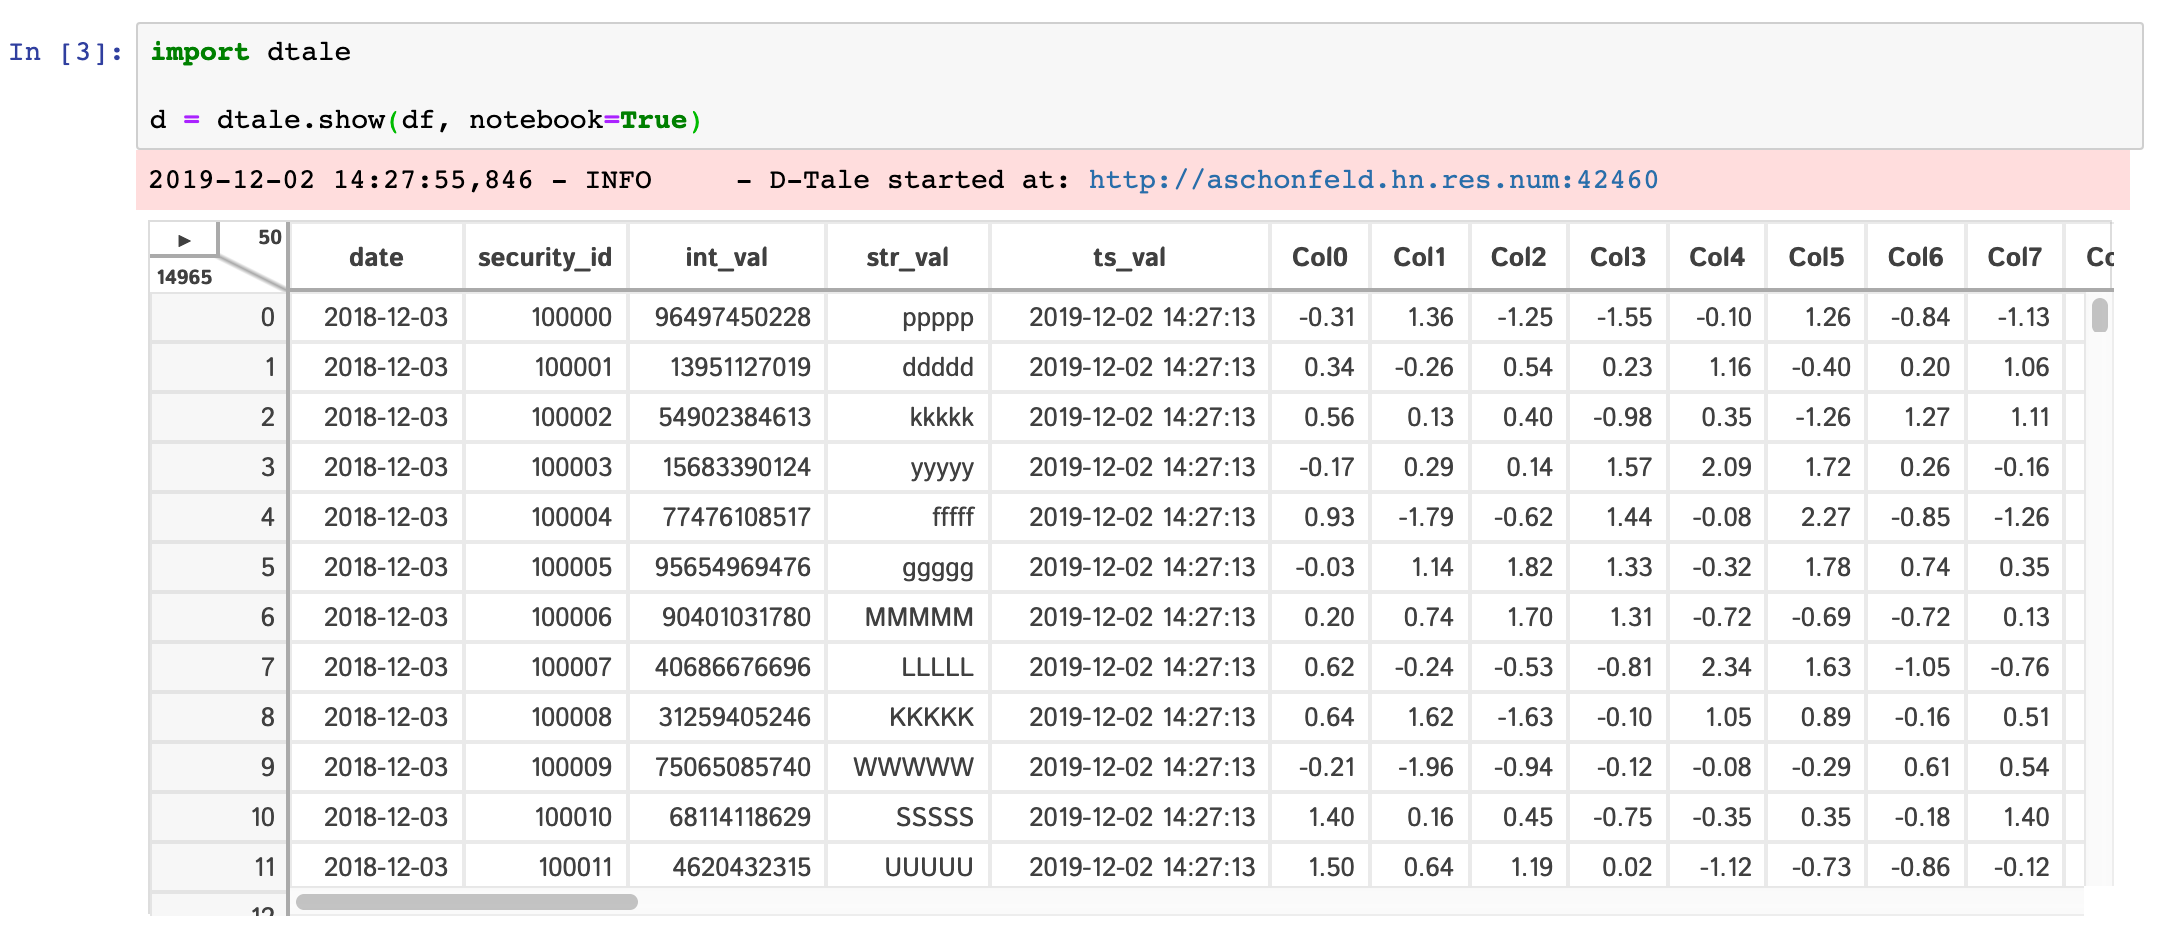 In [3]: import dtale
d = dtale.show(df, notebook=True)
2019-12-02 14:27:55,846 - INFO     - D-Tale started at: http://aschonfeld.hn.res.num:42460
▶ 50
14965 date security_id int_val str_val ts_val Col0 Col1 Col2 Col3 Col4 Col5 Col6 Col7 Co
0 2018-12-03 100000 96497450228 ppppp 2019-12-02 14:27:13 -0.31 1.36 -1.25 -1.55 -0.10 1.26 -0.84 -1.13
1 2018-12-03 100001 13951127019 ddddd 2019-12-02 14:27:13 0.34 -0.26 0.54 0.23 1.16 -0.40 0.20 1.06
2 2018-12-03 100002 54902384613 kkkkk 2019-12-02 14:27:13 0.56 0.13 0.40 -0.98 0.35 -1.26 1.27 1.11
3 2018-12-03 100003 15683390124 yyyyy 2019-12-02 14:27:13 -0.17 0.29 0.14 1.57 2.09 1.72 0.26 -0.16
4 2018-12-03 100004 77476108517 fffff 2019-12-02 14:27:13 0.93 -1.79 -0.62 1.44 -0.08 2.27 -0.85 -1.26
5 2018-12-03 100005 95654969476 ggggg 2019-12-02 14:27:13 -0.03 1.14 1.82 1.33 -0.32 1.78 0.74 0.35
6 2018-12-03 100006 90401031780 MMMMM 2019-12-02 14:27:13 0.20 0.74 1.70 1.31 -0.72 -0.69 -0.72 0.13
7 2018-12-03 100007 40686676696 LLLLL 2019-12-02 14:27:13 0.62 -0.24 -0.53 -0.81 2.34 1.63 -1.05 -0.76
8 2018-12-03 100008 31259405246 KKKKK 2019-12-02 14:27:13 0.64 1.62 -1.63 -0.10 1.05 0.89 -0.16 0.51
9 2018-12-03 100009 75065085740 WWWWW 2019-12-02 14:27:13 -0.21 -1.96 -0.94 -0.12 -0.08 -0.29 0.61 0.54
10 2018-12-03 100010 68114118629 SSSSS 2019-12-02 14:27:13 1.40 0.16 0.45 -0.75 -0.35 0.35 -0.18 1.40
11 2018-12-03 100011 4620432315 UUUUU 2019-12-02 14:27:13 1.50 0.64 1.19 0.02 -1.12 -0.73 -0.86 -0.12
12